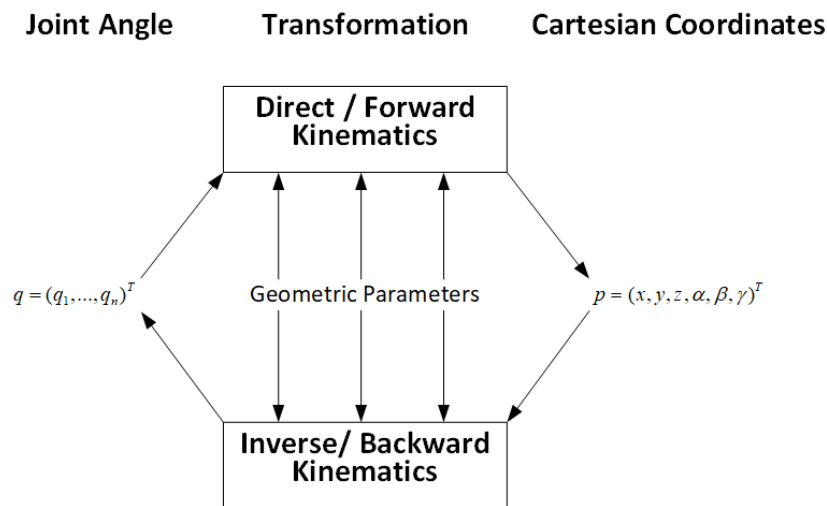 Joint Angle
Transformation
Cartesian Coordinates
Direct / Forward
Kinematics
q = (q₁,...,qₙ)ᵀ
Geometric Parameters
p = (x, y, z, α, β, γ)ᵀ
Inverse/ Backward
Kinematics